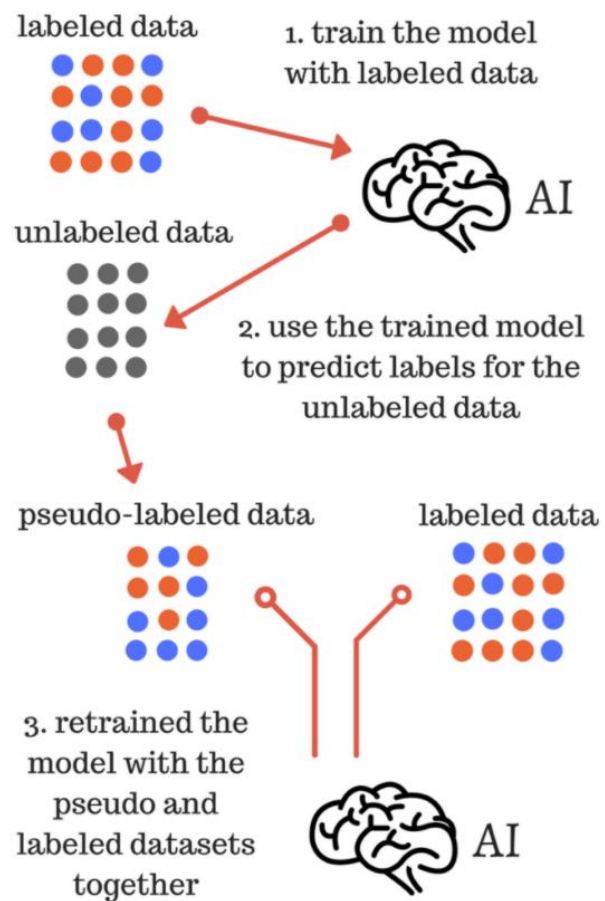 labeled data
1. train the model
with labeled data
AI
unlabeled data
2. use the trained model
to predict labels for the
unlabeled data
pseudo-labeled data
labeled data
3. retrained the
model with the
pseudo and
labeled datasets
together
AI